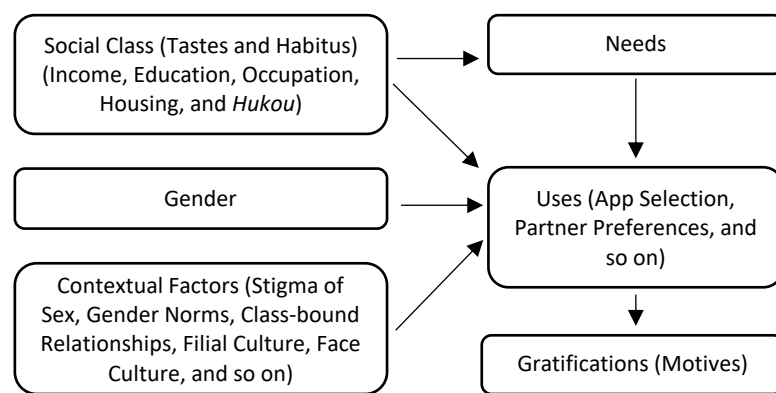 Social Class (Tastes and Habitus)
(Income, Education, Occupation,
Housing, and Hukou)
Needs
Gender
Uses (App Selection,
Partner Preferences, and
so on)
Contextual Factors (Stigma of
Sex, Gender Norms, Class-bound
Relationships, Filial Culture, Face
Culture, and so on)
Gratifications (Motives)